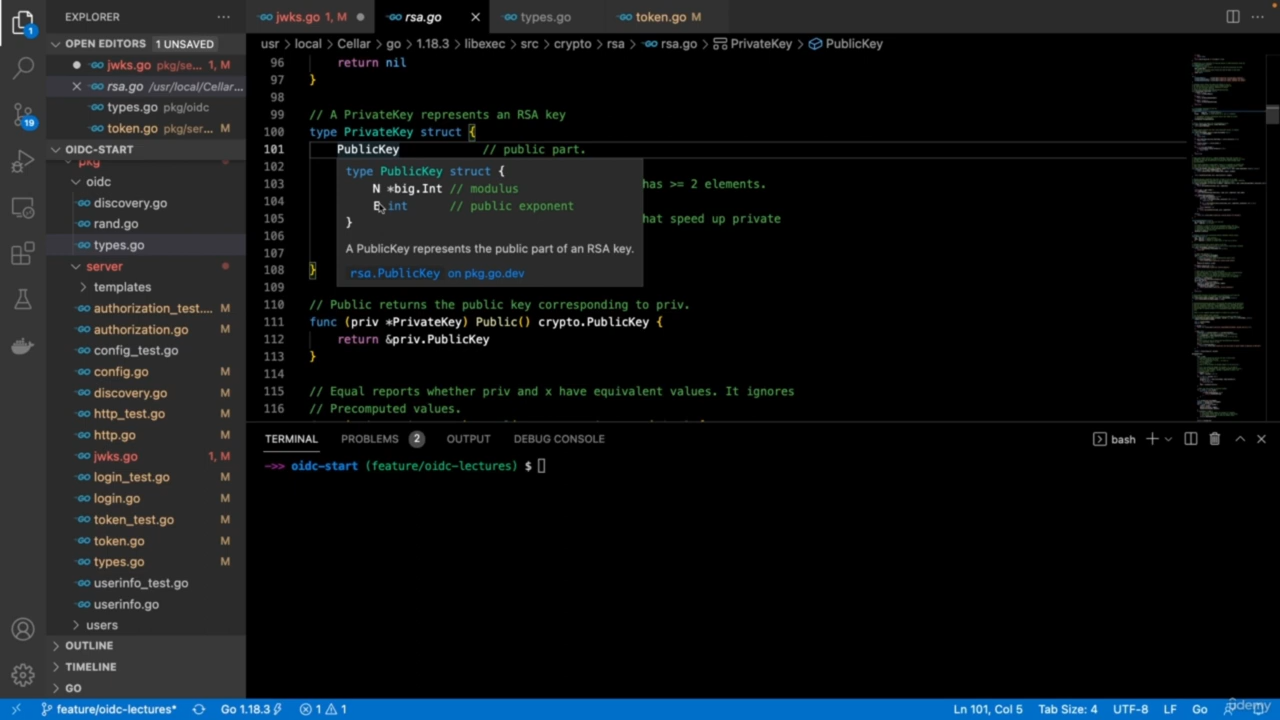 EXPLORER
OPEN EDITORS 1 UNSAVED
jwks.go pkg/se... 1, M
rsa.go /usr/local/Cellar...
types.go pkg/oidc
token.go pkg/ser... M
OIDC-START
pkg
oidc
discovery.go
rand.go
types.go
server
templates
authorization_test.... M
authorization.go M
config_test.go
config.go M
discovery.go M
http_test.go M
http.go M
jwks.go 1, M
login_test.go M
login.go M
token_test.go M
token.go M
types.go M
userinfo_test.go
userinfo.go
users
OUTLINE
TIMELINE
GO
1
19
jwks.go 1, M
rsa.go
types.go
token.go M
usr > local > Cellar > go > 1.18.3 > libexec > src > crypto > rsa > rsa.go > PrivateKey > PublicKey
96 return nil
97 }
98
99 // A PrivateKey represents an RSA key
100 type PrivateKey struct {
101 PublicKey // public part.
102
103 has >= 2 elements.
104
105 hat speed up private
106
107
108 }
109
110 // Public returns the public key corresponding to priv.
111 func (priv *PrivateKey) Public() crypto.PublicKey {
112 return &priv.PublicKey
113 }
114
115 // Equal reports whether priv and x have equivalent values. It ignores
116 // Precomputed values.
type PublicKey struct {
N *big.Int // modulus
E int // public exponent
}
A PublicKey represents the public part of an RSA key.
rsa.PublicKey on pkg.go.dev
TERMINAL PROBLEMS 2 OUTPUT DEBUG CONSOLE
bash
->> oidc-start (feature/oidc-lectures) $
feature/oidc-lectures* Go 1.18.3 1 1 Ln 101, Col 5 Tab Size: 4 UTF-8 LF Go
udemy